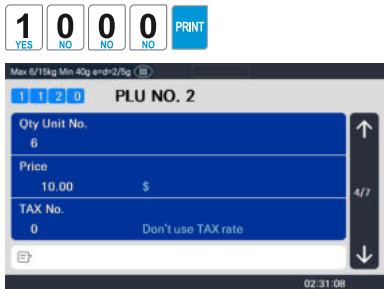 1 0 0 0 PRINT
YES NO NO NO
Max 6/15kg Min 40g e=d=2/5g (III)
1 1 2 0 PLU NO. 2
Qty Unit No.
6
Price
10.00 $
4/7
TAX No.
0 Don't use TAX rate
02:31:08